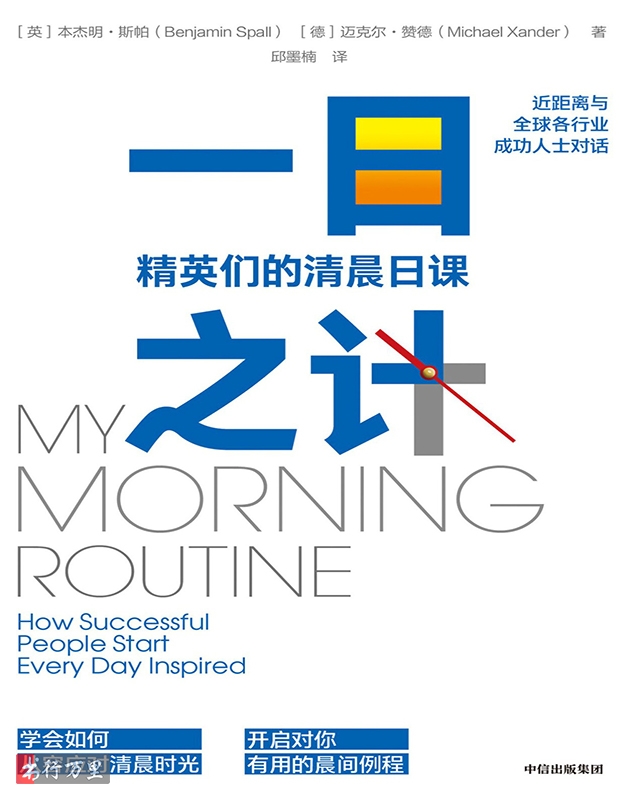 ［英］本杰明·斯帕（Benjamin Spall） ［德］迈克尔·赞德（Michael Xander） 著
邱墨楠 译
近距离与
全球各行业
成功人士对话
一日
精英们的清晨日课
之计
MY
MORNING
ROUTINE
How Successful
People Start
Every Day Inspired
学会如何
清晨时光
开启对你
有用的晨间例程
书行万里
中信出版集团